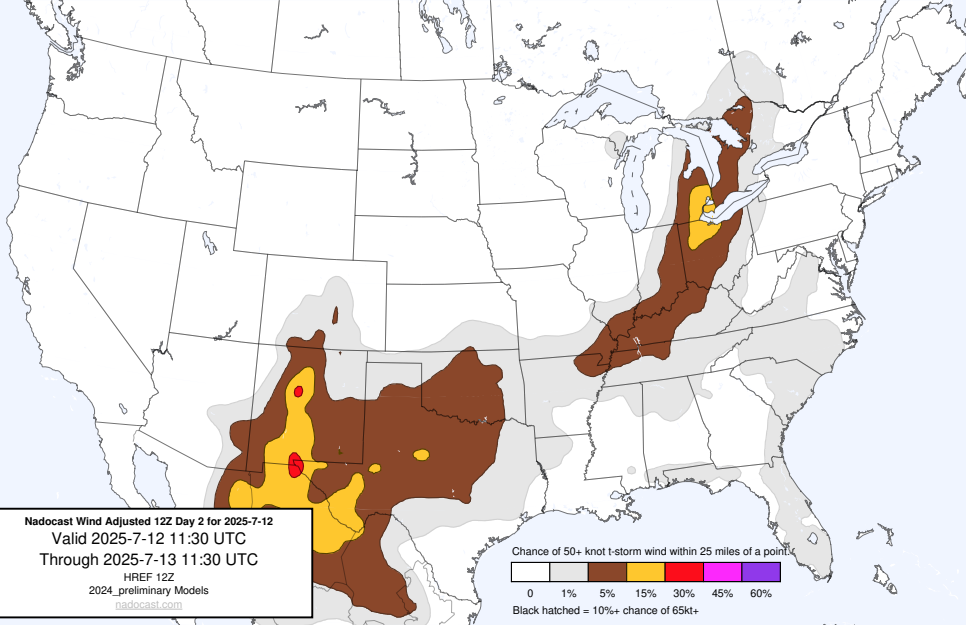 Nadocast Wind Adjusted 12Z Day 2 for 2025-7-12
Valid 2025-7-12 11:30 UTC
Through 2025-7-13 11:30 UTC
HREF 12Z
2024_preliminary Models
nadocast.com
Chance of 50+ knot t-storm wind within 25 miles of a point.
0 1% 5% 15% 30% 45% 60%
Black hatched = 10%+ chance of 65kt+